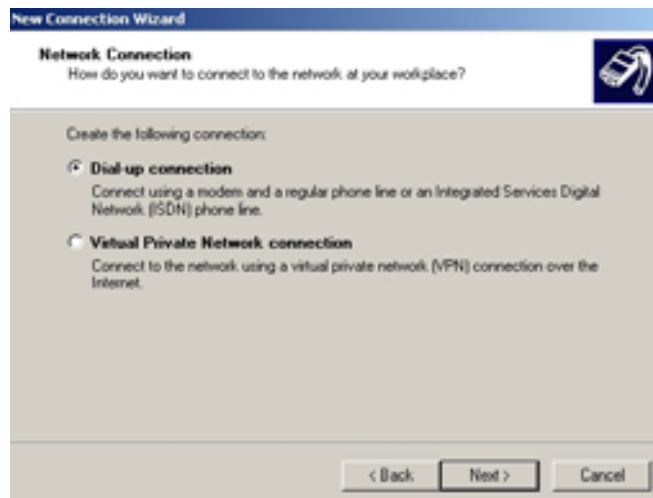 New Connection Wizard
Network Connection
How do you want to connect to the network at your workplace?
Create the following connection:
Dial-up connection
Connect using a modem and a regular phone line or an Integrated Services Digital
Network (ISDN) phone line.
Virtual Private Network connection
Connect to the network using a virtual private network (VPN) connection over the
Internet.
< Back
Next >
Cancel